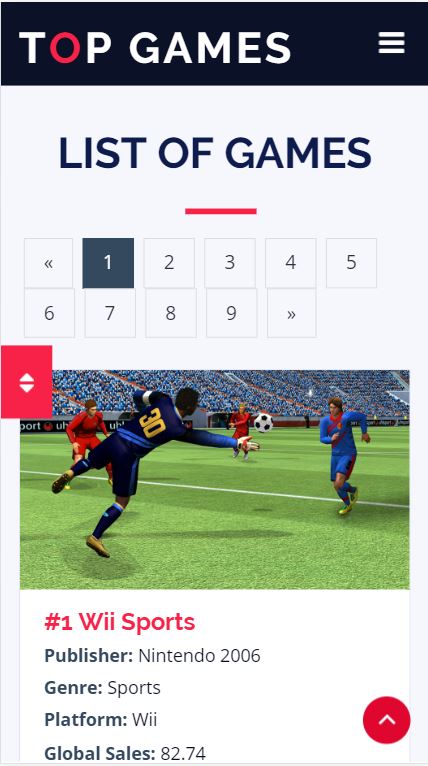 TOP GAMES
LIST OF GAMES
« 1 2 3 4 5
6 7 8 9 »
30
#1 Wii Sports
Publisher: Nintendo 2006
Genre: Sports
Platform: Wii
Global Sales: 82.74